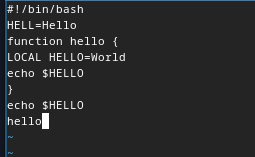 #!/bin/bash
HELL=Hello
function hello {
LOCAL HELLO=World
echo $HELLO
}
echo $HELLO
hello
~
~